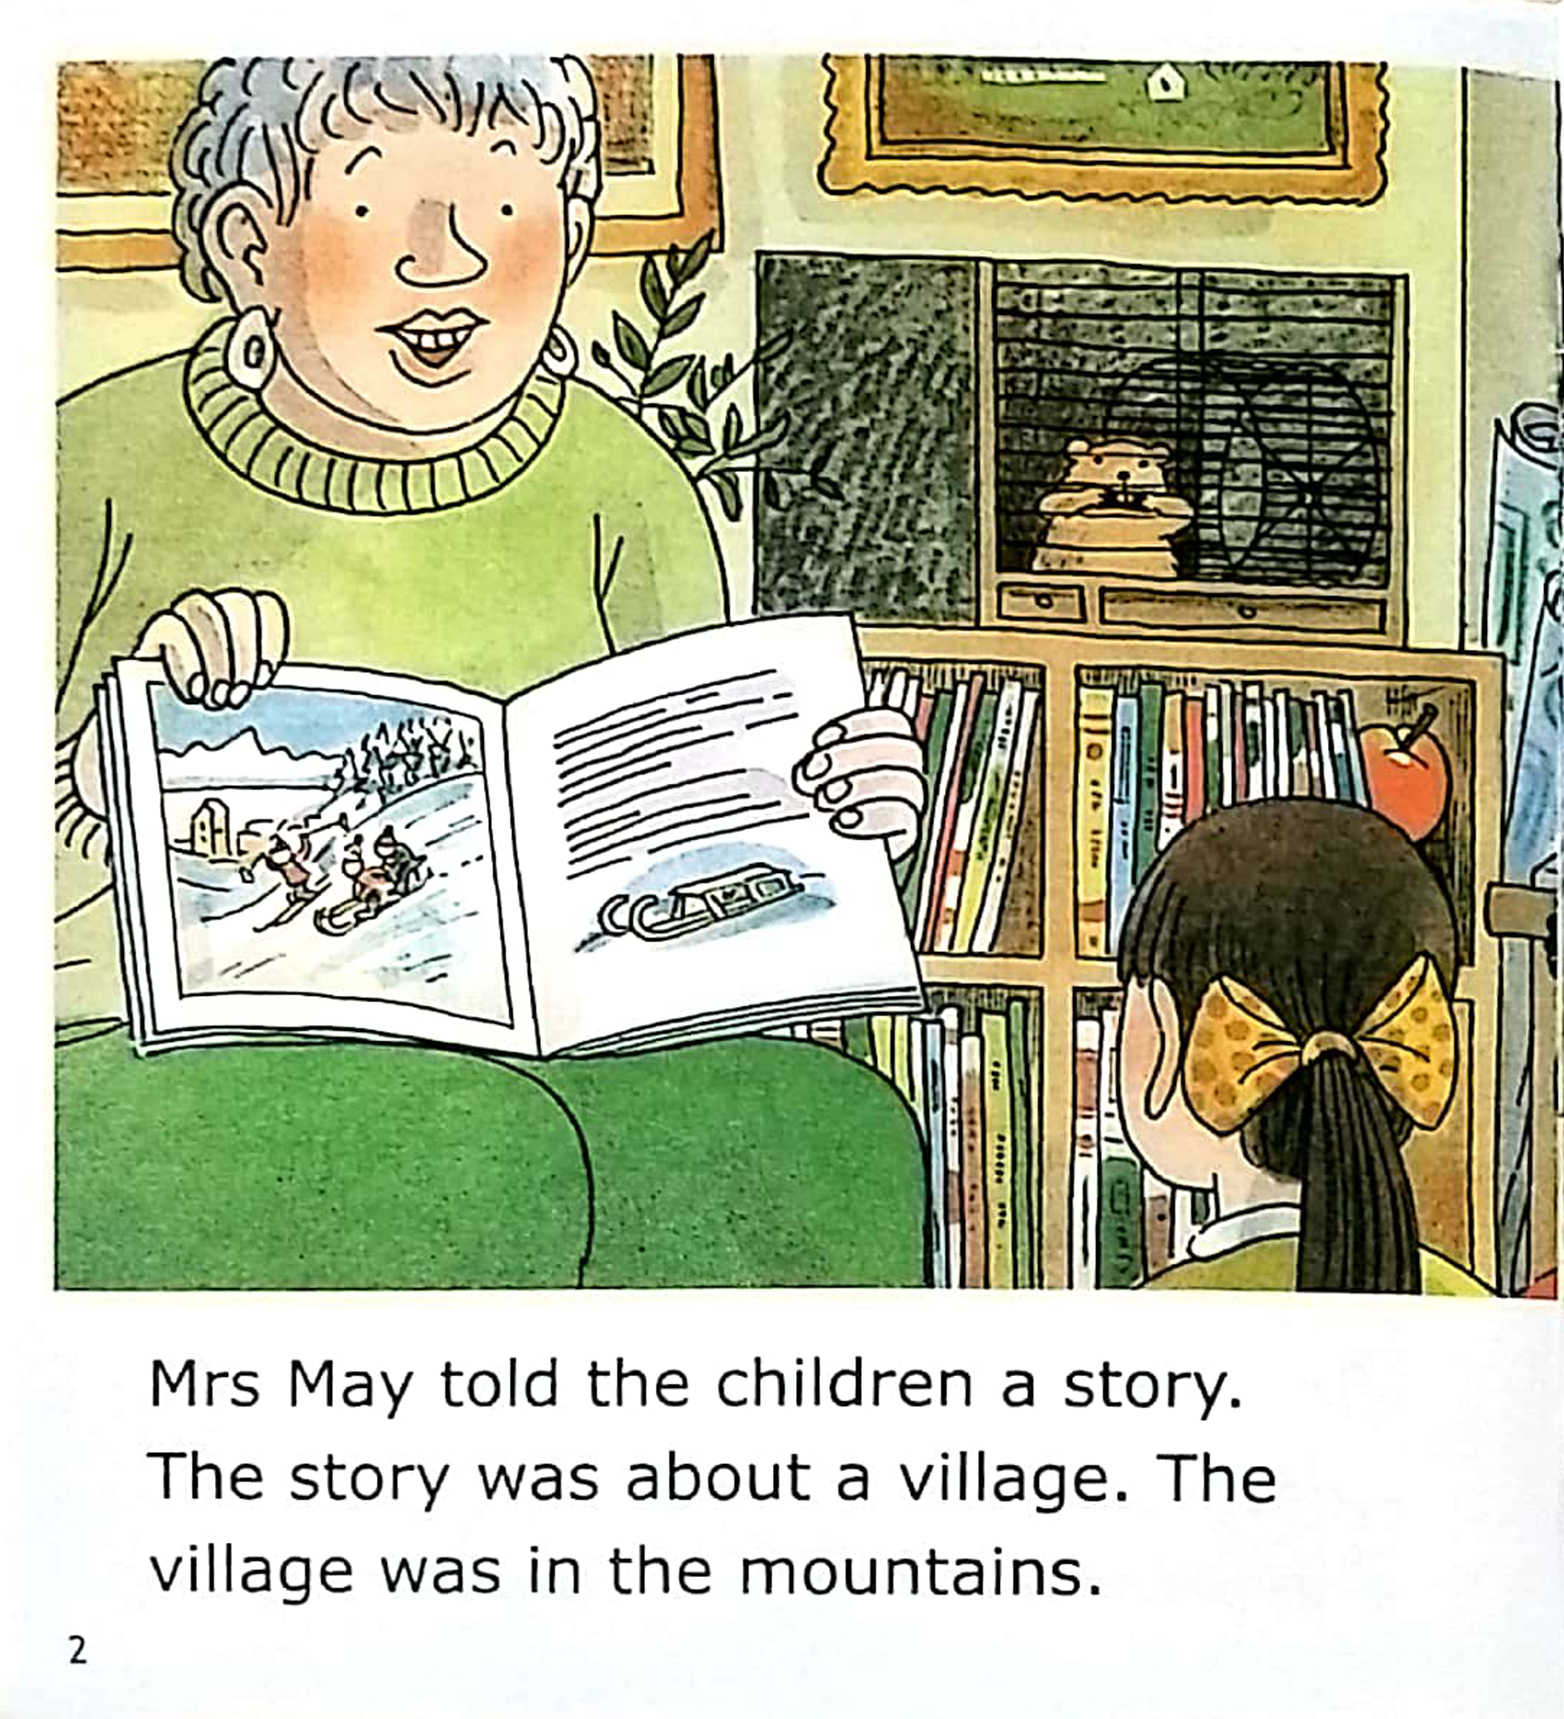 Mrs May told the children a story.
The story was about a village. The
village was in the mountains.
2